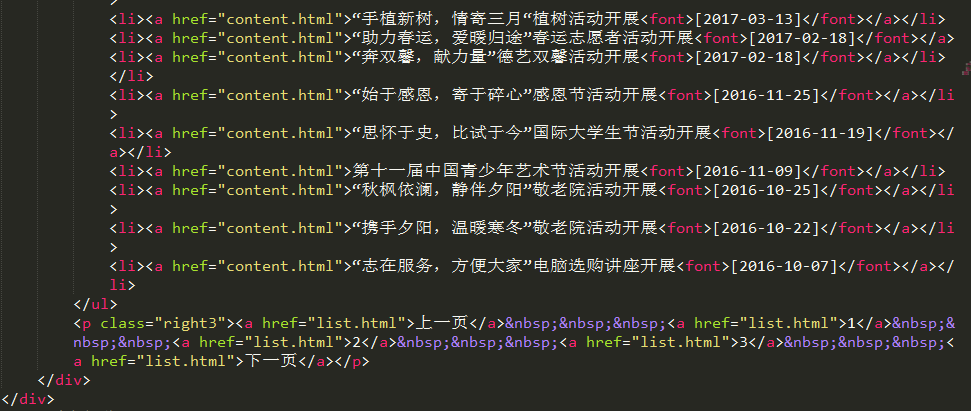 >
<li><a href="content.html">“手植新树，情寄三月“植树活动开展<font>[2017-03-13]</font></a></li>
<li><a href="content.html">“助力春运，爱暖归途”春运志愿者活动开展<font>[2017-02-18]</font></a>
<li><a href="content.html">“奔双馨，献力量”德艺双馨活动开展<font>[2017-02-18]</font></a></li>
</li>
<li><a href="content.html">“始于感恩，寄于碎心”感恩节活动开展<font>[2016-11-25]</font></a></li
>
<li><a href="content.html">“思怀于史，比试于今”国际大学生节活动开展<font>[2016-11-19]</font></
a></li>
<li><a href="content.html">第十一届中国青少年艺术节活动开展<font>[2016-11-09]</font></a></li>
<li><a href="content.html">“秋枫依澜，静伴夕阳”敬老院活动开展<font>[2016-10-25]</font></a></li
>
<li><a href="content.html">“携手夕阳，温暖寒冬”敬老院活动开展<font>[2016-10-22]</font></a></li
>
<li><a href="content.html">“志在服务，方便大家”电脑选购讲座开展<font>[2016-10-07]</font></a></
li>
</ul>
<p class="right3"><a href="list.html">上一页</a>&nbsp;&nbsp;&nbsp;<a href="list.html">1</a>&nbsp;&
nbsp;&nbsp;<a href="list.html">2</a>&nbsp;&nbsp;&nbsp;<a href="list.html">3</a>&nbsp;&nbsp;&nbsp;<
a href="list.html">下一页</a></p>
</div>
</div>